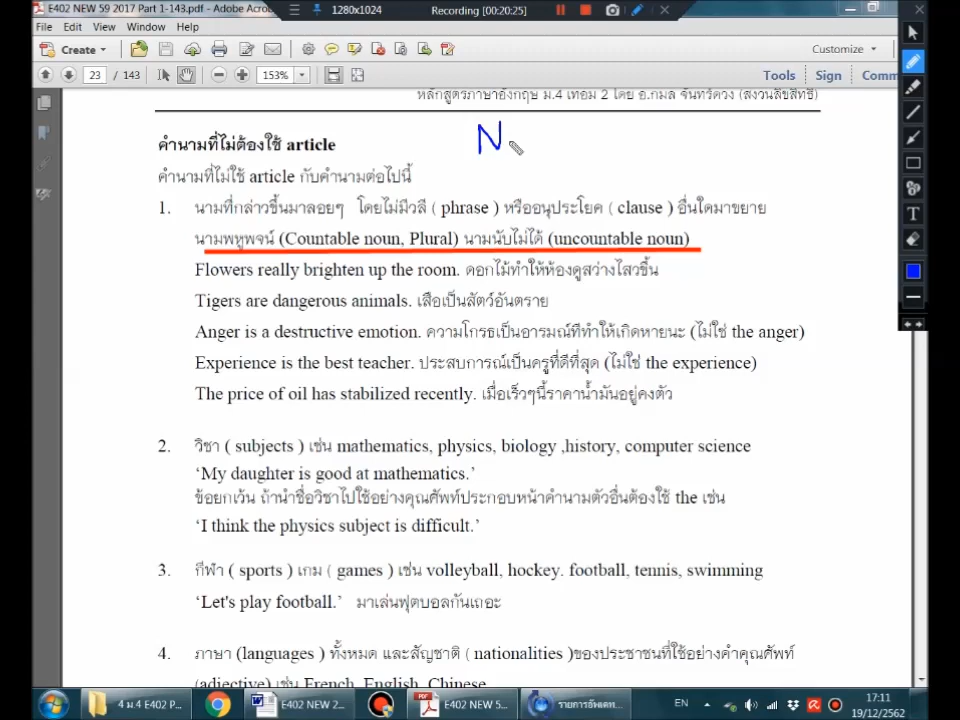 E402 NEW 59 2017 Part 1-143.pdf - Adobe Acro
1280x1024
Recording [00:20:25]
File Edit View Window Help
Create
Customize
23 / 143
153%
Tools Sign Comm
หลักสูตรภาษาอังกฤษ ม.4 เทอม 2 โดย อ.กมล จันทร์ดวง (สงวนลิขสิทธิ์)
คำนามที่ไม่ต้องใช้ article
N
คำนามที่ไม่ใช้ article กับคำนามต่อไปนี้
1. นามที่กล่าวขึ้นมาลอยๆ โดยไม่มีวลี ( phrase ) หรืออนุประโยค ( clause ) อื่นใดมาขยาย
นามพหูพจน์ (Countable noun, Plural) นามนับไม่ได้ (uncountable noun)
Flowers really brighten up the room. ดอกไม้ทำให้ห้องดูสว่างไสวขึ้น
Tigers are dangerous animals. เสือเป็นสัตว์อันตราย
Anger is a destructive emotion. ความโกรธเป็นอารมณ์ที่ทำให้เกิดหายนะ (ไม่ใช่ the anger)
Experience is the best teacher. ประสบการณ์เป็นครูที่ดีที่สุด (ไม่ใช่ the experience)
The price of oil has stabilized recently. เมื่อเร็วๆนี้ราคาน้ำมันอยู่คงตัว
2. วิชา ( subjects ) เช่น mathematics, physics, biology ,history, computer science
‘My daughter is good at mathematics.’
ข้อยกเว้น ถ้านำชื่อวิชาไปใช้อย่างคุณศัพท์ประกอบหน้าคำนามตัวอื่นต้องใช้ the เช่น
‘I think the physics subject is difficult.’
3. กีฬา ( sports ) เกม ( games ) เช่น volleyball, hockey. football, tennis, swimming
‘Let's play football.’ มาเล่นฟุตบอลกันเถอะ
4. ภาษา (languages ) ทั้งหมด และสัญชาติ ( nationalities )ของประชาชนที่ใช้อย่างคำคุณศัพท์
(adjective) เช่น French, English, Chinese
4 ม.4 E402 P...
E402 NEW 2...
E402 NEW 5...
รายการอัพเดท...
EN
17:11
19/12/2562